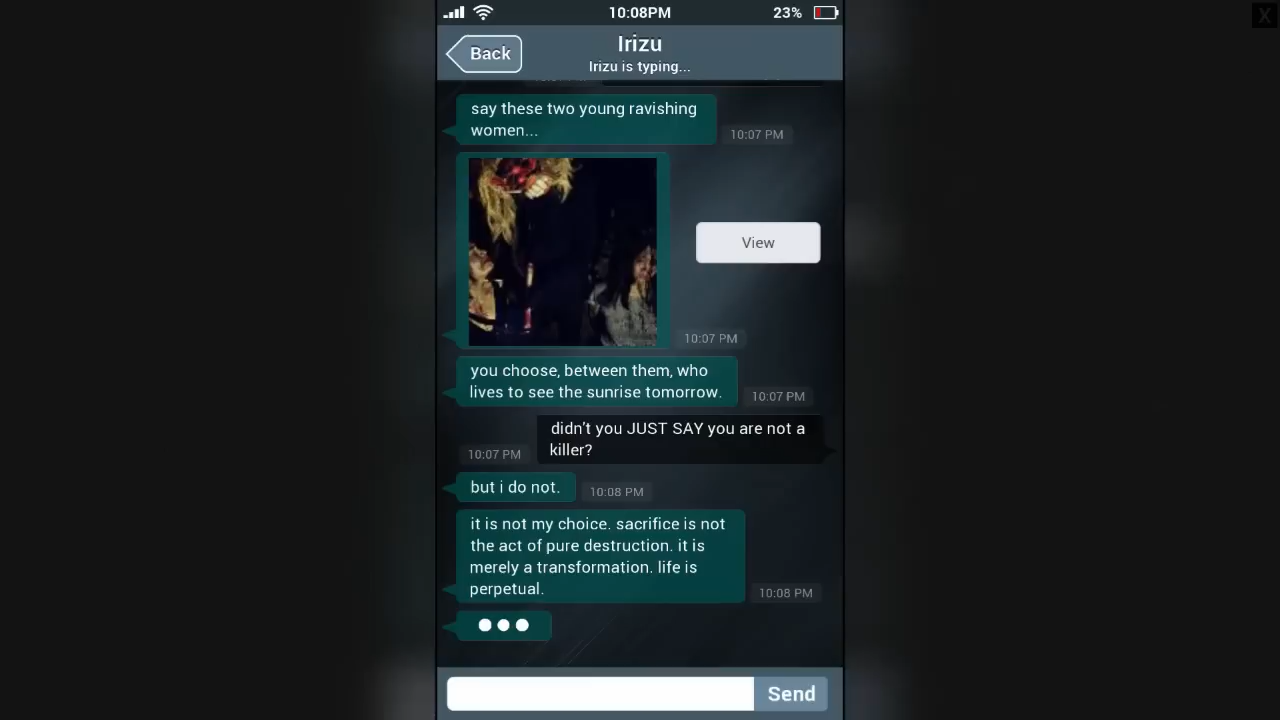 10:08PM
23%
X
Back
Irizu
Irizu is typing...
say these two young ravishing
women...
10:07 PM
View
10:07 PM
you choose, between them, who
lives to see the sunrise tomorrow.
10:07 PM
didn't you JUST SAY you are not a
killer?
10:07 PM
but i do not.
10:08 PM
it is not my choice. sacrifice is not
the act of pure destruction. it is
merely a transformation. life is
perpetual.
10:08 PM
Send